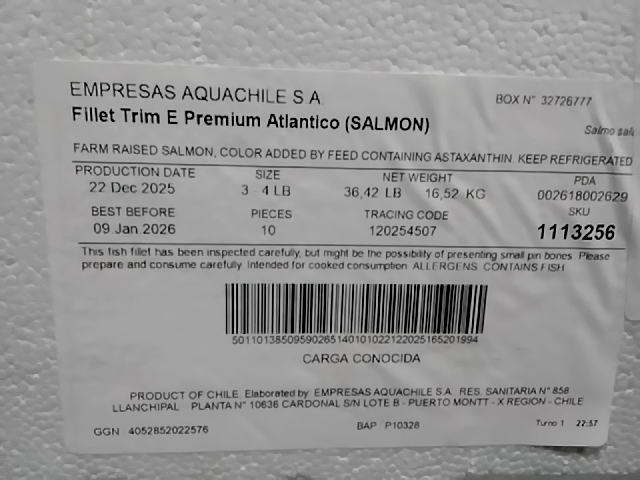 EMPRESAS AQUACHILE S.A.
BOX N° 32726777
Fillet Trim E Premium Atlantico (SALMON)
Salmo
FARM RAISED SALMON, COLOR ADDED BY FEED CONTAINING ASTAXANTHIN. KEEP REFRIGERATED
PRODUCTION DATE SIZE NET WEIGHT PDA
22 Dec 2025 3 - 4 LB 36,42 LB 16,52 KG 002618002629
BEST BEFORE PIECES TRACING CODE SKU
09 Jan 2026 10 120254507 1113256
This fish fillet has been inspected carefully, but might be the possibility of presenting small pin bones. Please
prepare and consume carefully. Intended for cooked consumption. ALLERGENS: CONTAINS FISH
50110138509590265140101022122025165201994
CARGA CONOCIDA
PRODUCT OF CHILE. Elaborated by: EMPRESAS AQUACHILE S.A. RES. SANITARIA N° 858
LLANCHIPAL PLANTA N° 10636 CARDONAL S/N LOTE B - PUERTO MONTT - X REGION - CHILE
GGN 4052852022576 BAP P10328 Turno 1 22:57